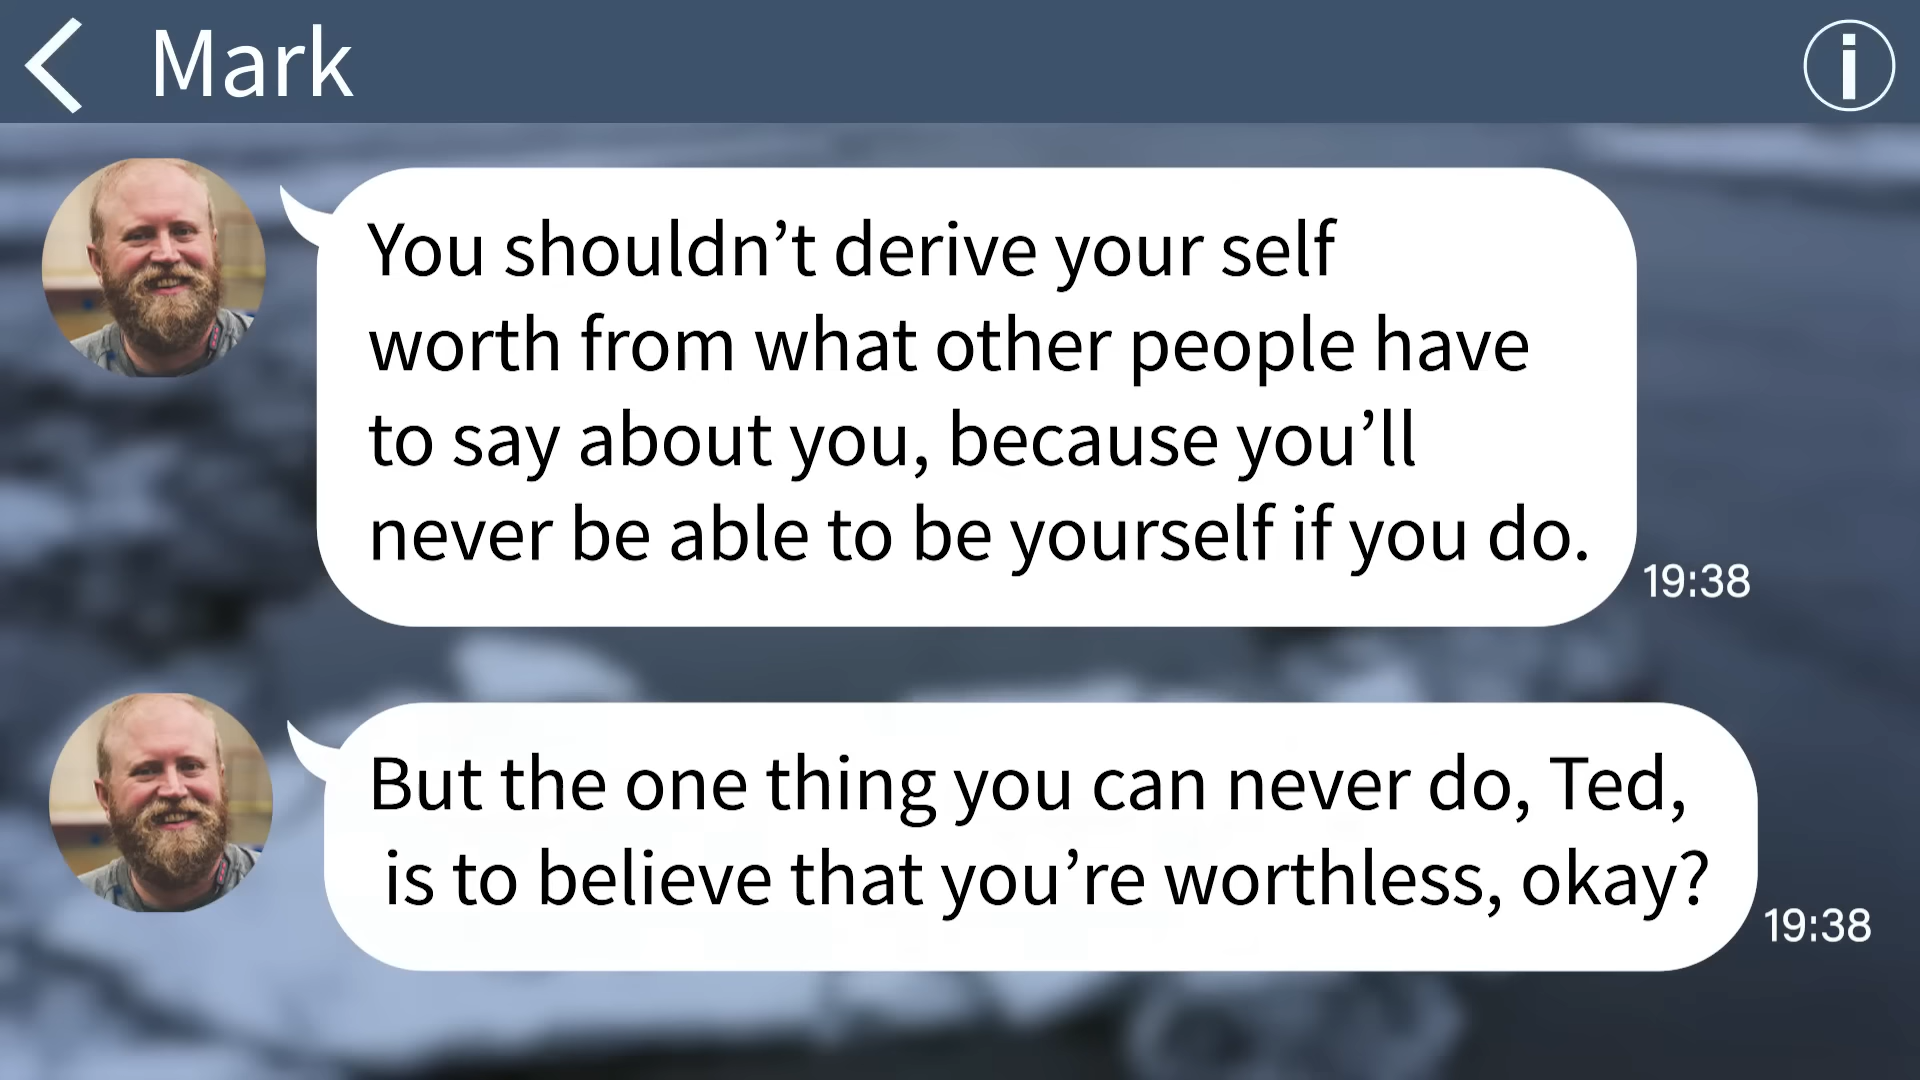 Mark
You shouldn’t derive your self
worth from what other people have
to say about you, because you’ll
never be able to be yourself if you do.
19:38
But the one thing you can never do, Ted,
is to believe that you’re worthless, okay?
19:38